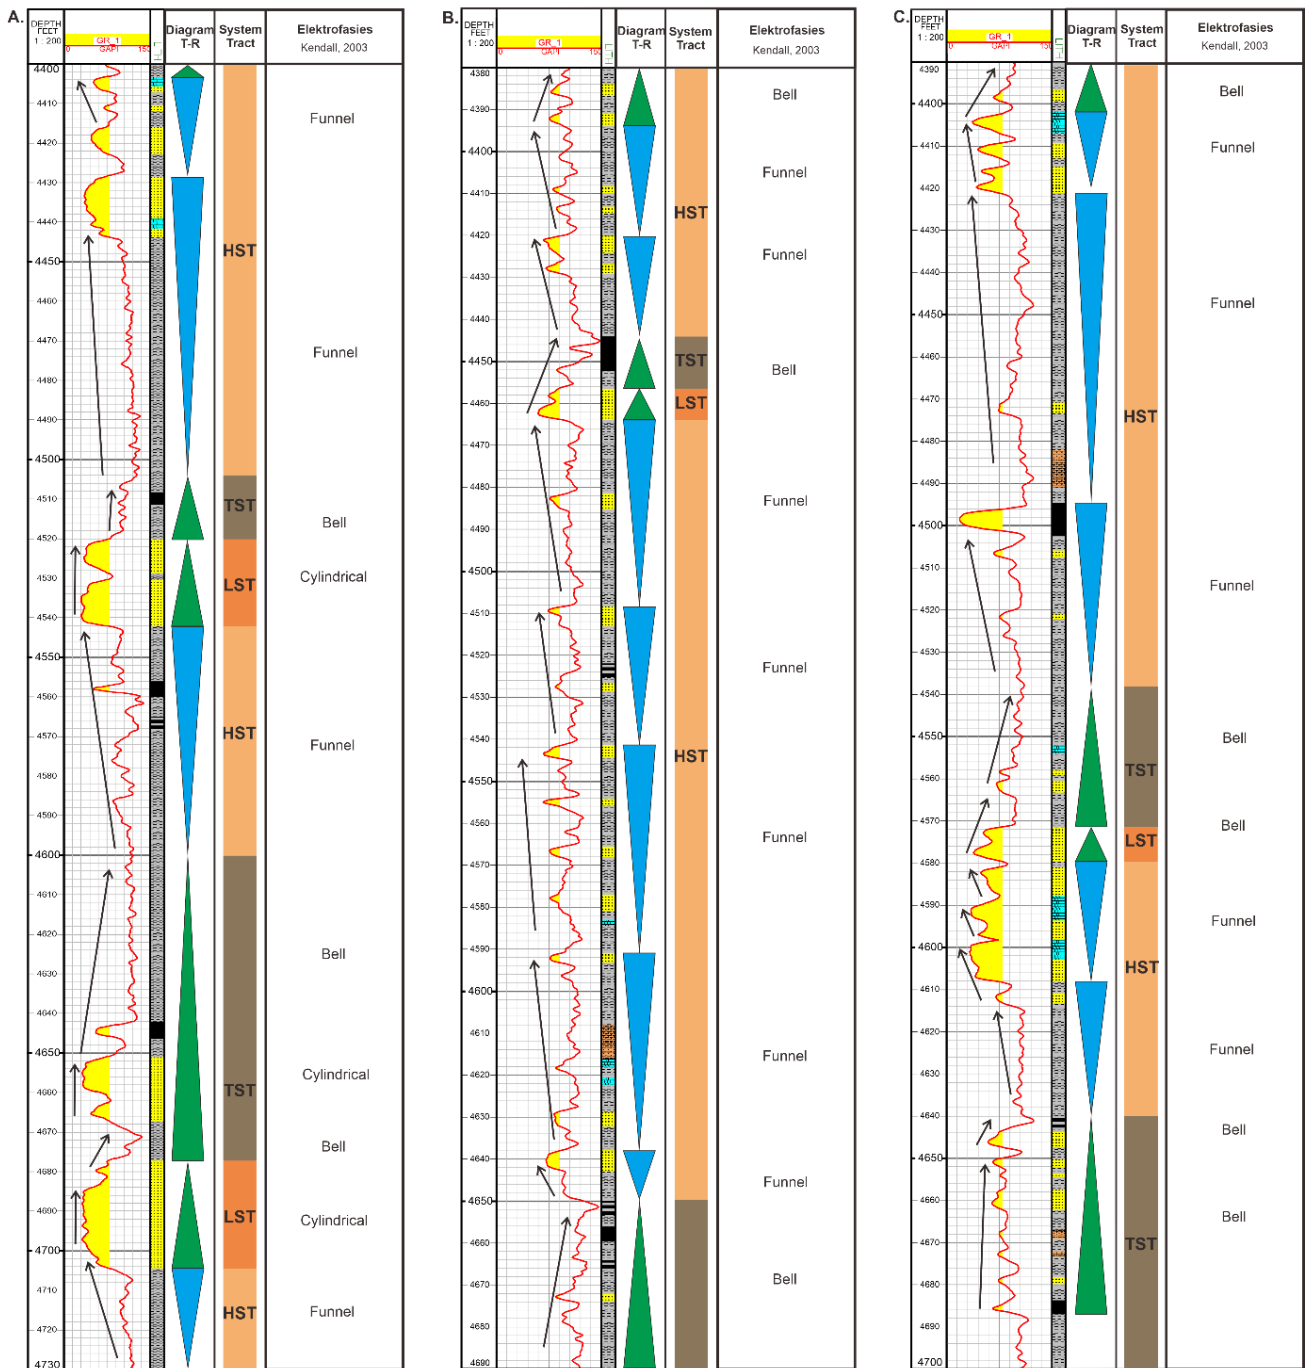 A.
DEPTH
FEET
1 : 200
GR_1
0 GAPI 150
LITH
Diagram
T-R
System
Tract
Elektrofasies
Kendall, 2003
4400
4410
4420
4430
4440
4450
4460
4470
4480
4490
4500
4510
4520
4530
4540
4550
4560
4570
4580
4590
4600
4610
4620
4630
4640
4650
4660
4670
4680
4690
4700
4710
4720
4730
HST
TST
LST
HST
TST
LST
HST
Funnel
Funnel
Bell
Cylindrical
Funnel
Bell
Cylindrical
Bell
Cylindrical
Funnel
B.
DEPTH
FEET
1 : 200
GR_1
0 GAPI 150
LITH
Diagram
T-R
System
Tract
Elektrofasies
Kendall, 2003
4380
4390
4400
4410
4420
4430
4440
4450
4460
4470
4480
4490
4500
4510
4520
4530
4540
4550
4560
4570
4580
4590
4600
4610
4620
4630
4640
4650
4660
4670
4680
4690
HST
TST
LST
HST
Bell
Funnel
Funnel
Bell
Funnel
Funnel
Funnel
Funnel
Funnel
Bell
C.
DEPTH
FEET
1 : 200
GR_1
0 GAPI 150
LITH
Diagram
T-R
System
Tract
Elektrofasies
Kendall, 2003
4390
4400
4410
4420
4430
4440
4450
4460
4470
4480
4490
4500
4510
4520
4530
4540
4550
4560
4570
4580
4590
4600
4610
4620
4630
4640
4650
4660
4670
4680
4690
4700
HST
TST
LST
HST
TST
Bell
Funnel
Funnel
Funnel
Bell
Bell
Funnel
Funnel
Bell
Bell